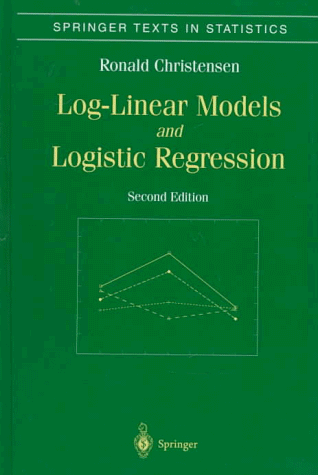 SPRINGER TEXTS IN STATISTICS
Ronald Christensen
Log-Linear Models
and
Logistic Regression
Second Edition
Springer